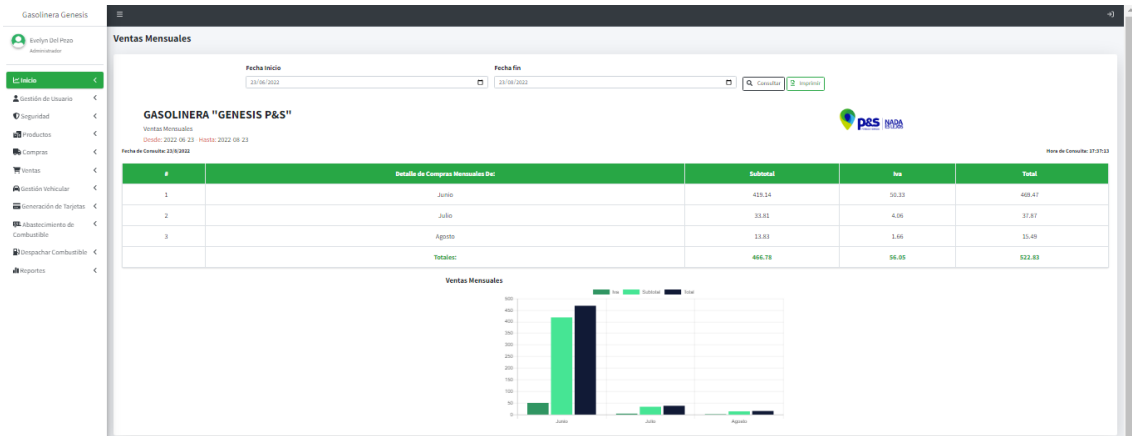 Gasolinera Genesis
Evelyn Del Pezo
Administrador
Inicio
Gestión de Usuario
Seguridad
Productos
Compras
Ventas
Gestión Vehicular
Generación de Tarjetas
Abastecimiento de
Combustible
Despachar Combustible
Reportes
Ventas Mensuales
Fecha Inicio
Fecha fin
23/06/2022
23/08/2022
Consultar
Imprimir
GASOLINERA "GENESIS P&S"
Ventas Mensuales
Desde: 2022-06-23 Hasta: 2022-08-23
p&s NADA
Fecha de Consulta: 23/8/2022
Hora de Consulta: 17:37:13
# Detalle de Compras Mensuales De: Subtotal Iva Total
1 Junio 419.14 50.33 469.47
2 Julio 33.81 4.06 37.87
3 Agosto 13.83 1.66 15.49
Totales: 466.78 56.05 522.83
Ventas Mensuales
Iva Subtotal Total
500
450
400
350
300
250
200
150
100
50
0
Junio Julio Agosto